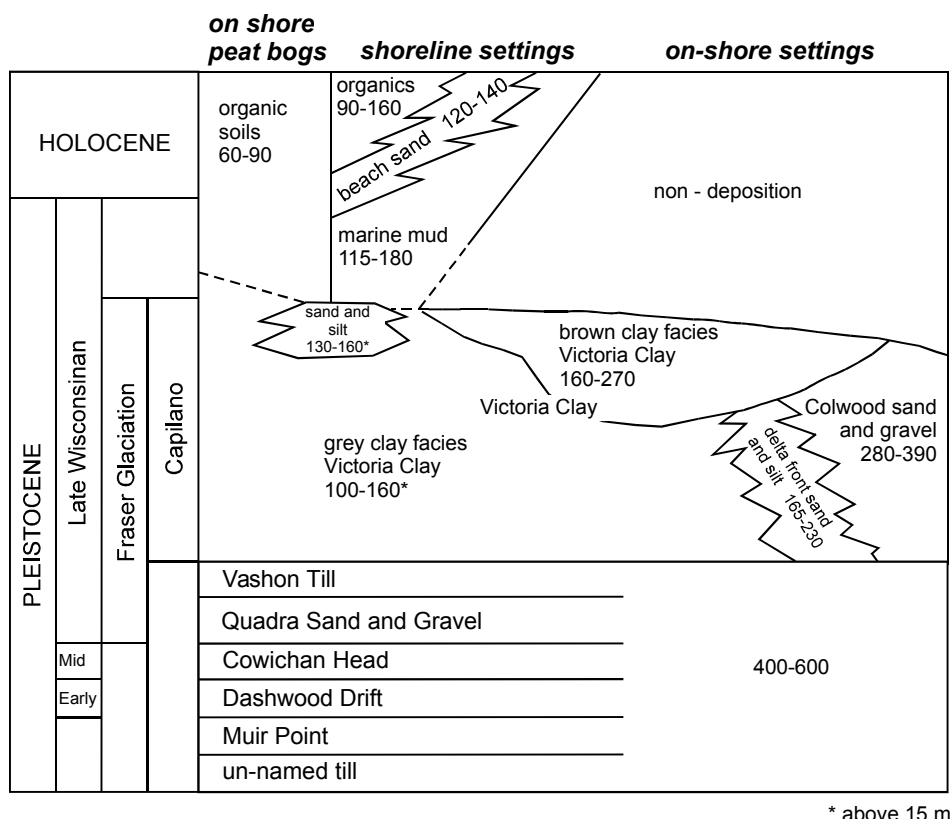 on shore
peat bogs
shoreline settings
on-shore settings
HOLOCENE
organic
soils
60-90
organics
90-160
beach sand 120-140
marine mud
115-180
non - deposition
PLEISTOCENE
Late Wisconsinan
Fraser Glaciation
Capilano
sand and
silt
130-160*
brown clay facies
Victoria Clay
160-270
Victoria Clay
grey clay facies
Victoria Clay
100-160*
delta front sand
and silt 165-230
Colwood sand
and gravel
280-390
Vashon Till
Quadra Sand and Gravel
Mid
Cowichan Head
Early
Dashwood Drift
Muir Point
un-named till
400-600
* above 15 m